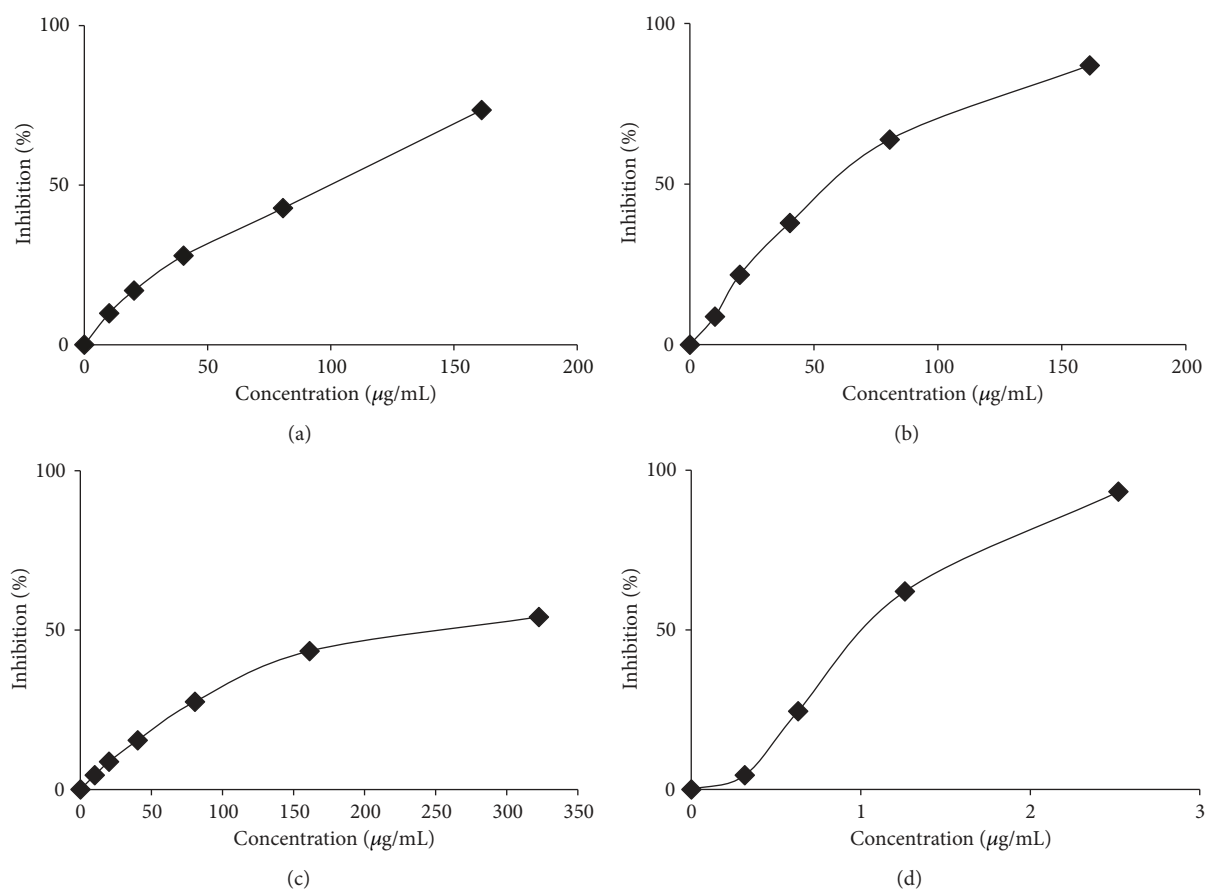 100
50
0
Inhibition (%)
0 50 100 150 200
Concentration (μg/mL)
(a)
100
50
0
Inhibition (%)
0 50 100 150 200
Concentration (μg/mL)
(b)
100
50
0
Inhibition (%)
0 50 100 150 200 250 300 350
Concentration (μg/mL)
(c)
100
50
0
Inhibition (%)
0 1 2 3
Concentration (μg/mL)
(d)